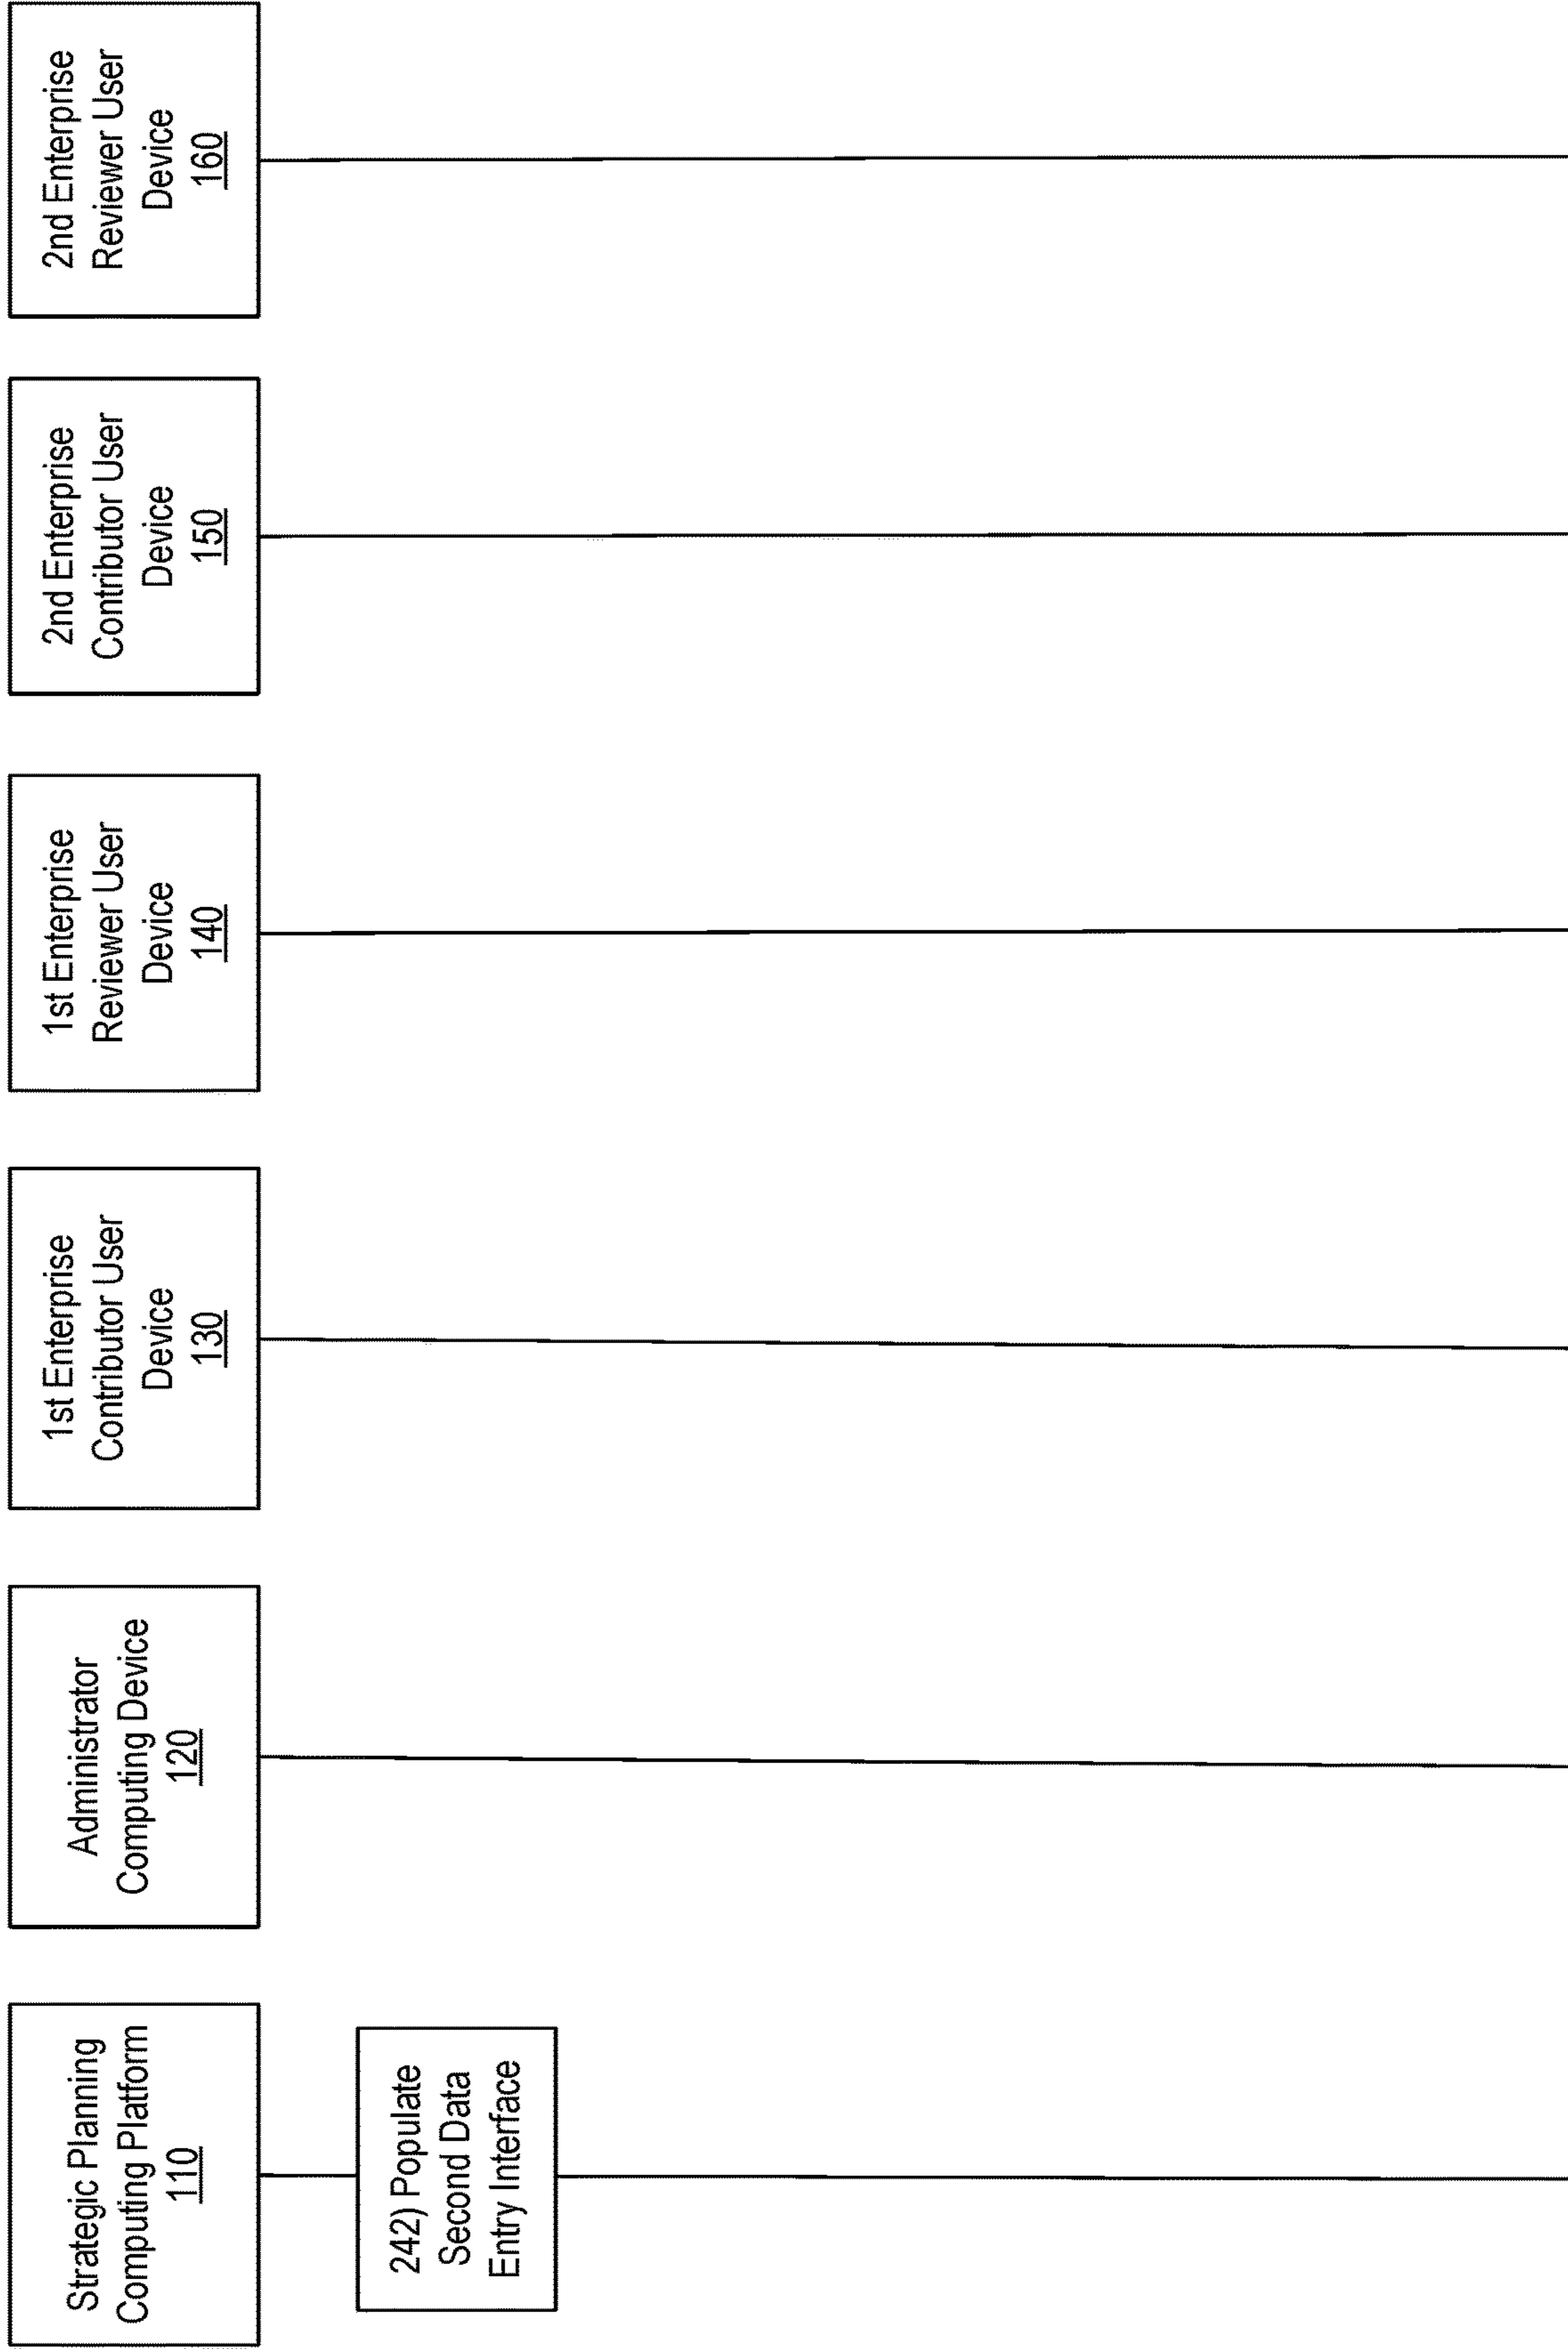 Strategic Planning
Computing Platform
110
Administrator
Computing Device
120
1st Enterprise
Contributor User
Device
130
1st Enterprise
Reviewer User
Device
140
2nd Enterprise
Contributor User
Device
150
2nd Enterprise
Reviewer User
Device
160
242) Populate
Second Data
Entry Interface